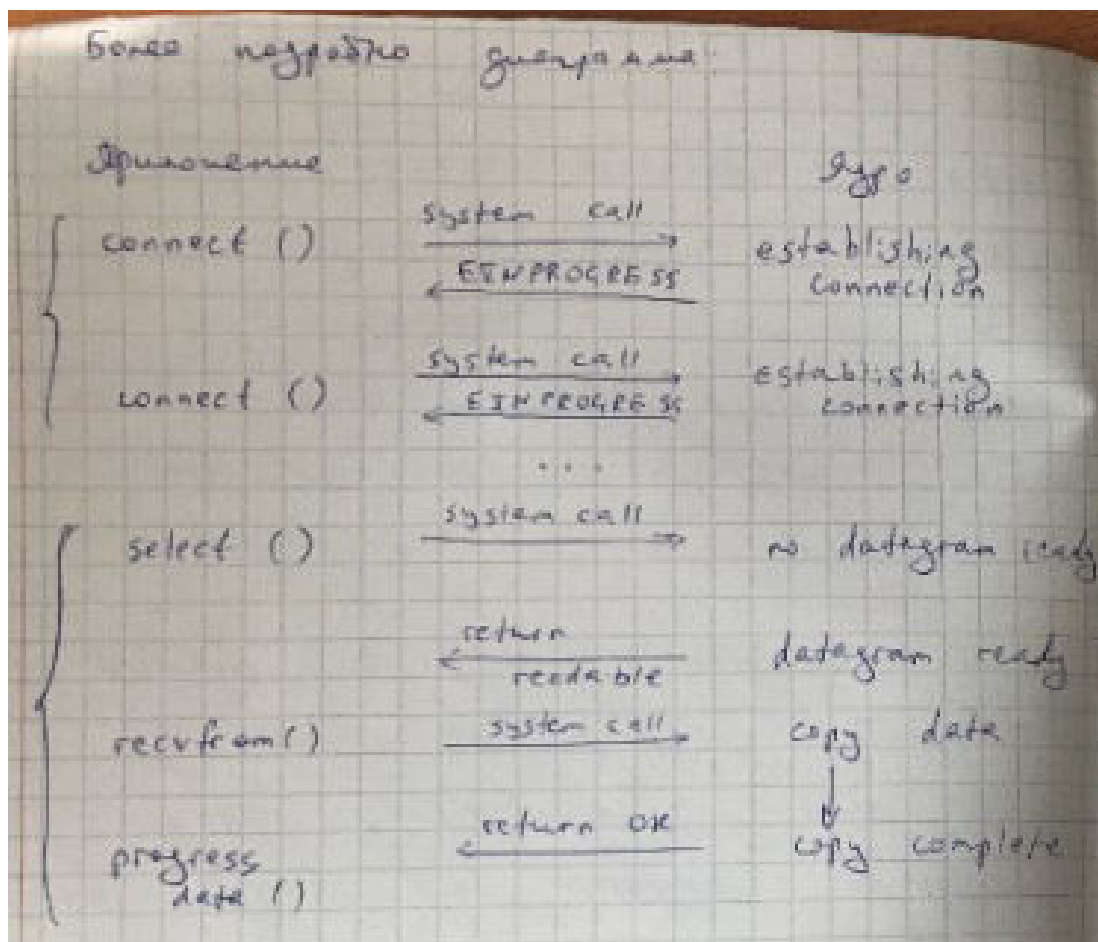 Более подробно диаграмма:
Приложение Ядро
connect () system call establishing
EINPROGRESS connection
connect () system call establishing
EINPROGRESS connection
...
select () system call no datagram ready
return datagram ready
readable
recvfrom() system call copy data
return OK copy complete
progress
data ()